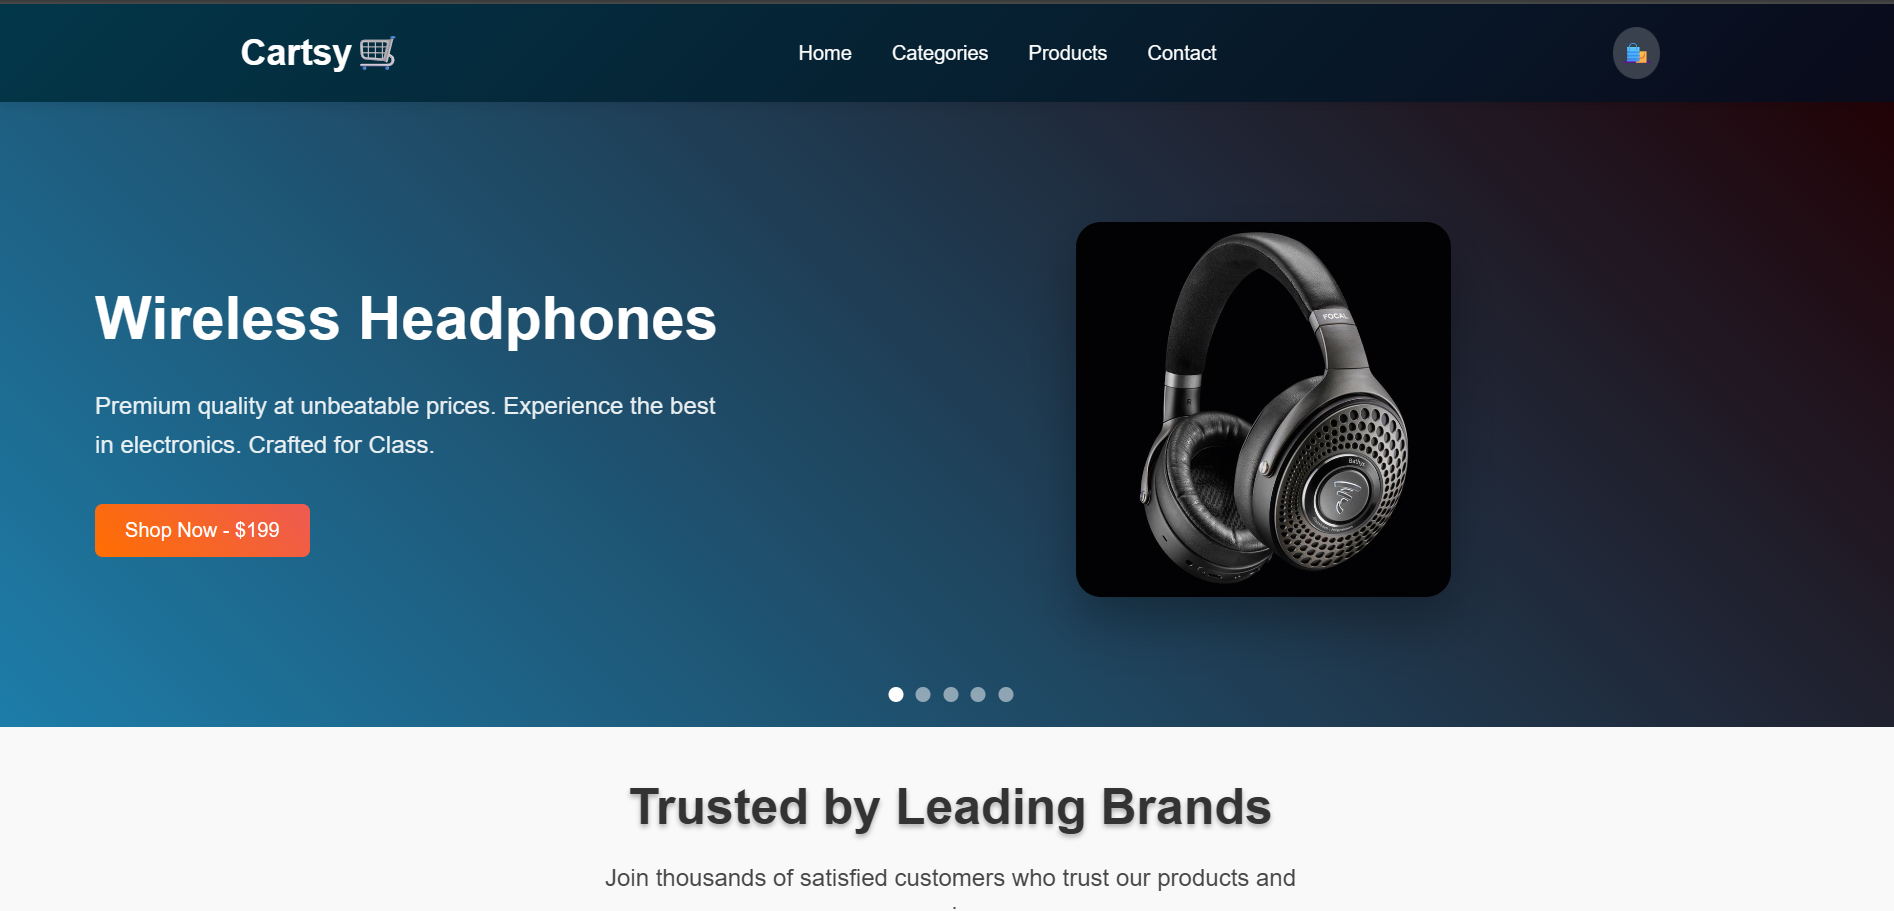 Cartsy
Home
Categories
Products
Contact
Wireless Headphones
Premium quality at unbeatable prices. Experience the best
in electronics. Crafted for Class.
Shop Now - $199
FOCAL
R
Bathys
Trusted by Leading Brands
Join thousands of satisfied customers who trust our products and